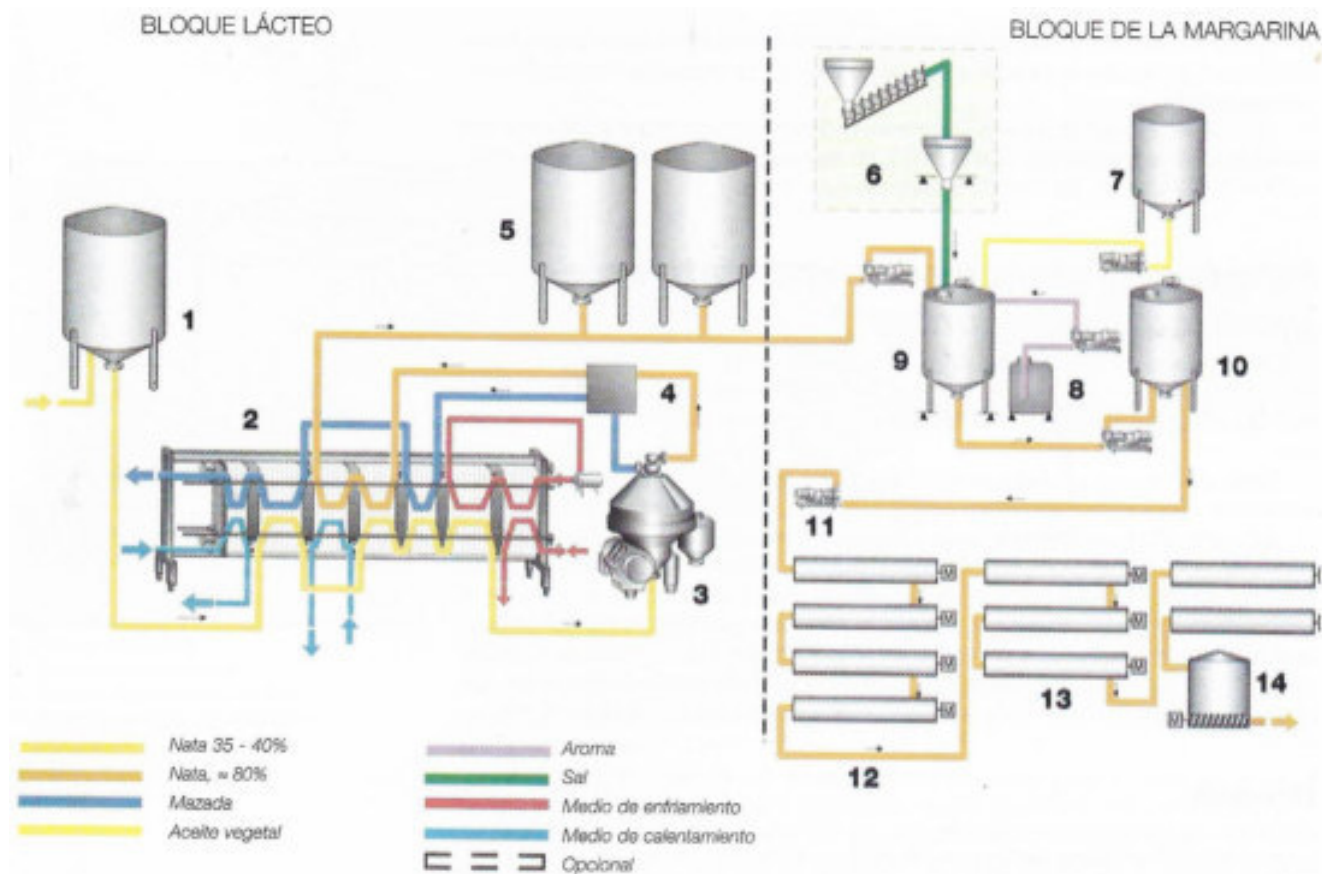 BLOQUE LÁCTEO
BLOQUE DE LA MARGARINA
1
2
3
4
5
6
7
8
9
10
11
12
13
14
M
M
M
M
M
M
M
M
Nata 35 - 40%
Nata, ≈ 80%
Mazada
Aceite vegetal
Aroma
Sal
Medio de enfriamiento
Medio de calentamiento
Opcional